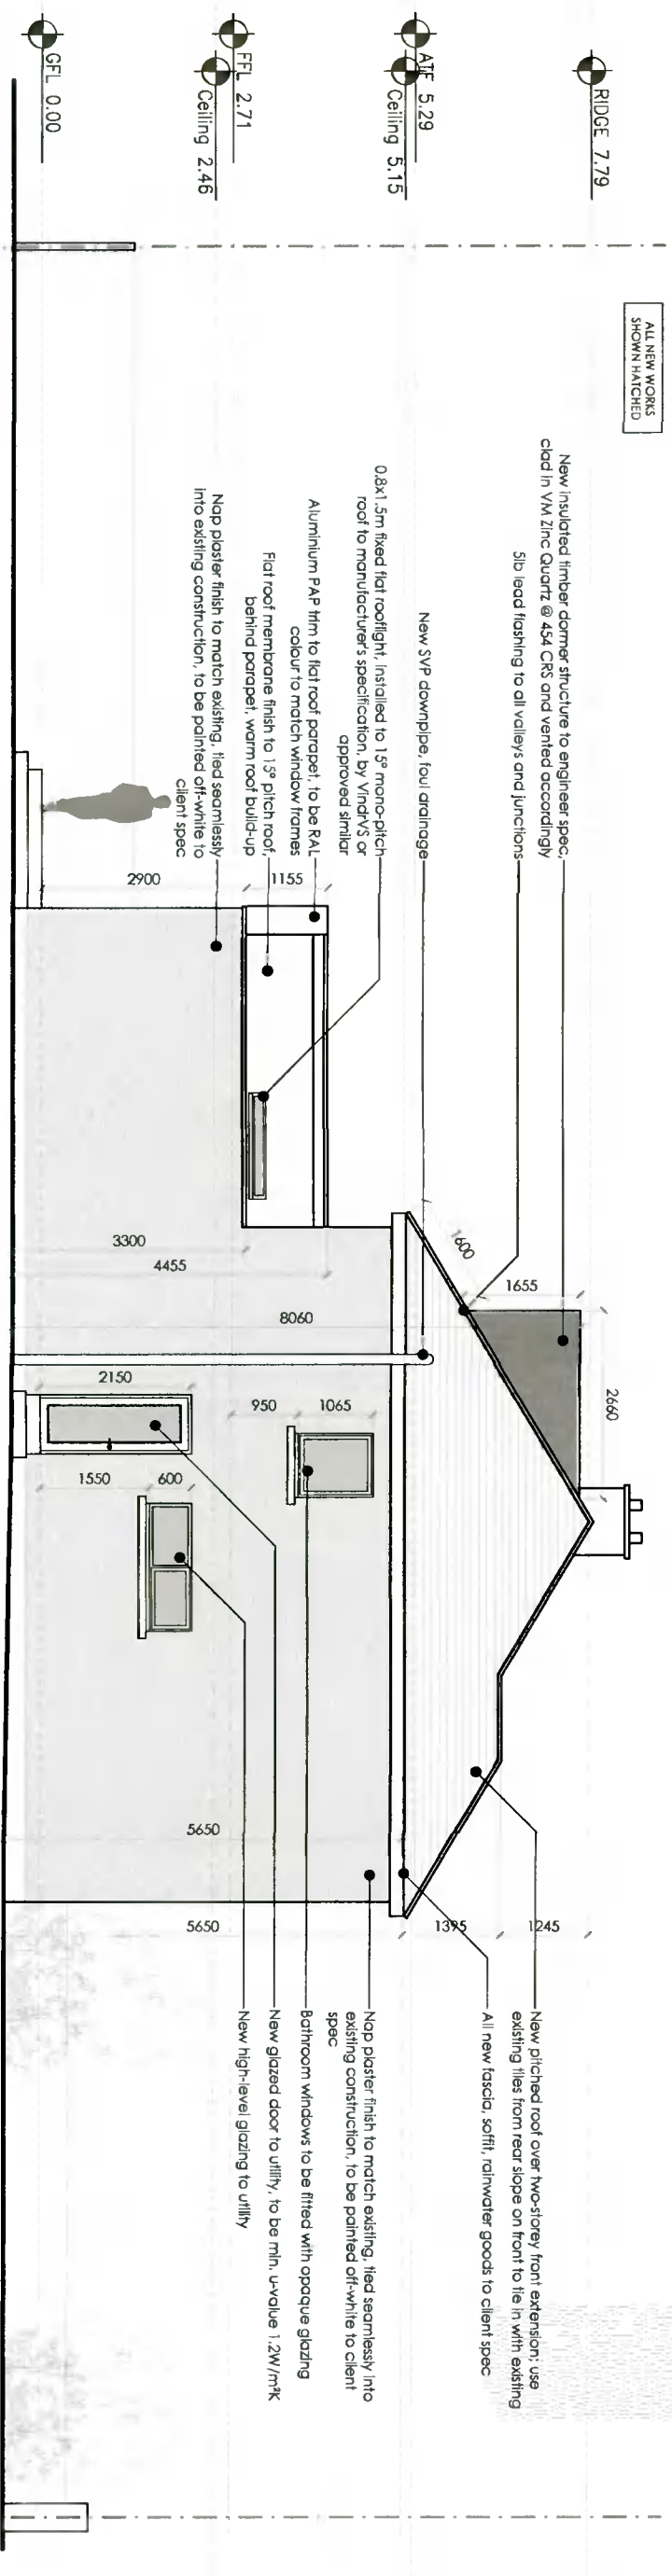 RIDGE 7.79
ATF 5.29
Ceiling 5.15
FFL 2.71
Ceiling 2.46
GFL 0.00
ALL NEW WORKS
SHOWN HATCHED
New insulated timber dormer structure to engineer spec,
clad in VM Zinc Quartz @ 454 CRS and vented accordingly
5lb lead flashing to all valleys and junctions
New SVP downpipe, foul drainage
0.8x1.5m fixed flat rooflight, installed to 15° mono-pitch
roof to manufacturer's specification, by VindrVS or
approved similar
Aluminium PAP trim to flat roof parapet, to be RAL
colour to match window frames
Flat roof membrane finish to 15° pitch roof,
behind parapet, warm roof build-up
Nap plaster finish to match existing, tied seamlessly
into existing construction, to be painted off-white to
client spec
2900
1155
3300
4455
8060
1600
1655
2660
2150
950
1065
1550
600
5650
5650
1395
1245
New pitched roof over two-storey front extension; use
existing tiles from rear slope on front to tie in with existing
All new fascia, soffit, rainwater goods to client spec
Nap plaster finish to match existing, tied seamlessly into
existing construction, to be painted off-white to client
spec
Bathroom windows to be fitted with opaque glazing
New glazed door to utility, to be min. u-value 1.2W/m²K
New high-level glazing to utility